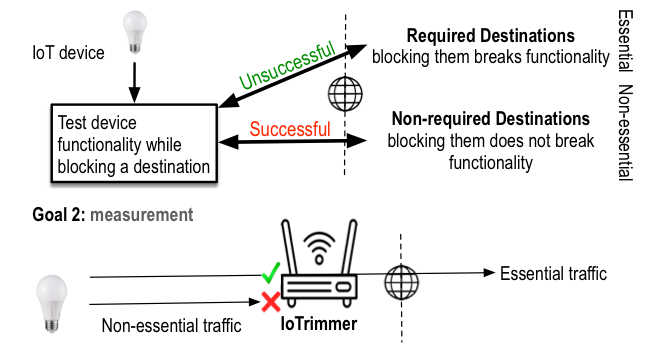 IoT device
Unsuccessful
Required Destinations
blocking them breaks functionality
Essential
Test device
functionality while
blocking a destination
Successful
Non-required Destinations
blocking them does not break
functionality
Non-essential
Goal 2: measurement
Essential traffic
Non-essential traffic
IoTrimmer